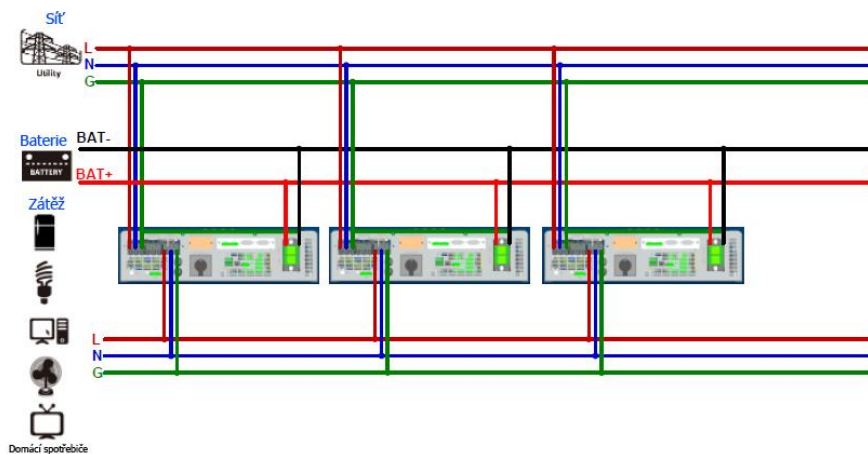 Síť
L
N
G
Utility
Baterie
BAT-
BATTERY
BAT+
Zátěž
L
N
G
Domácí spotřebiče